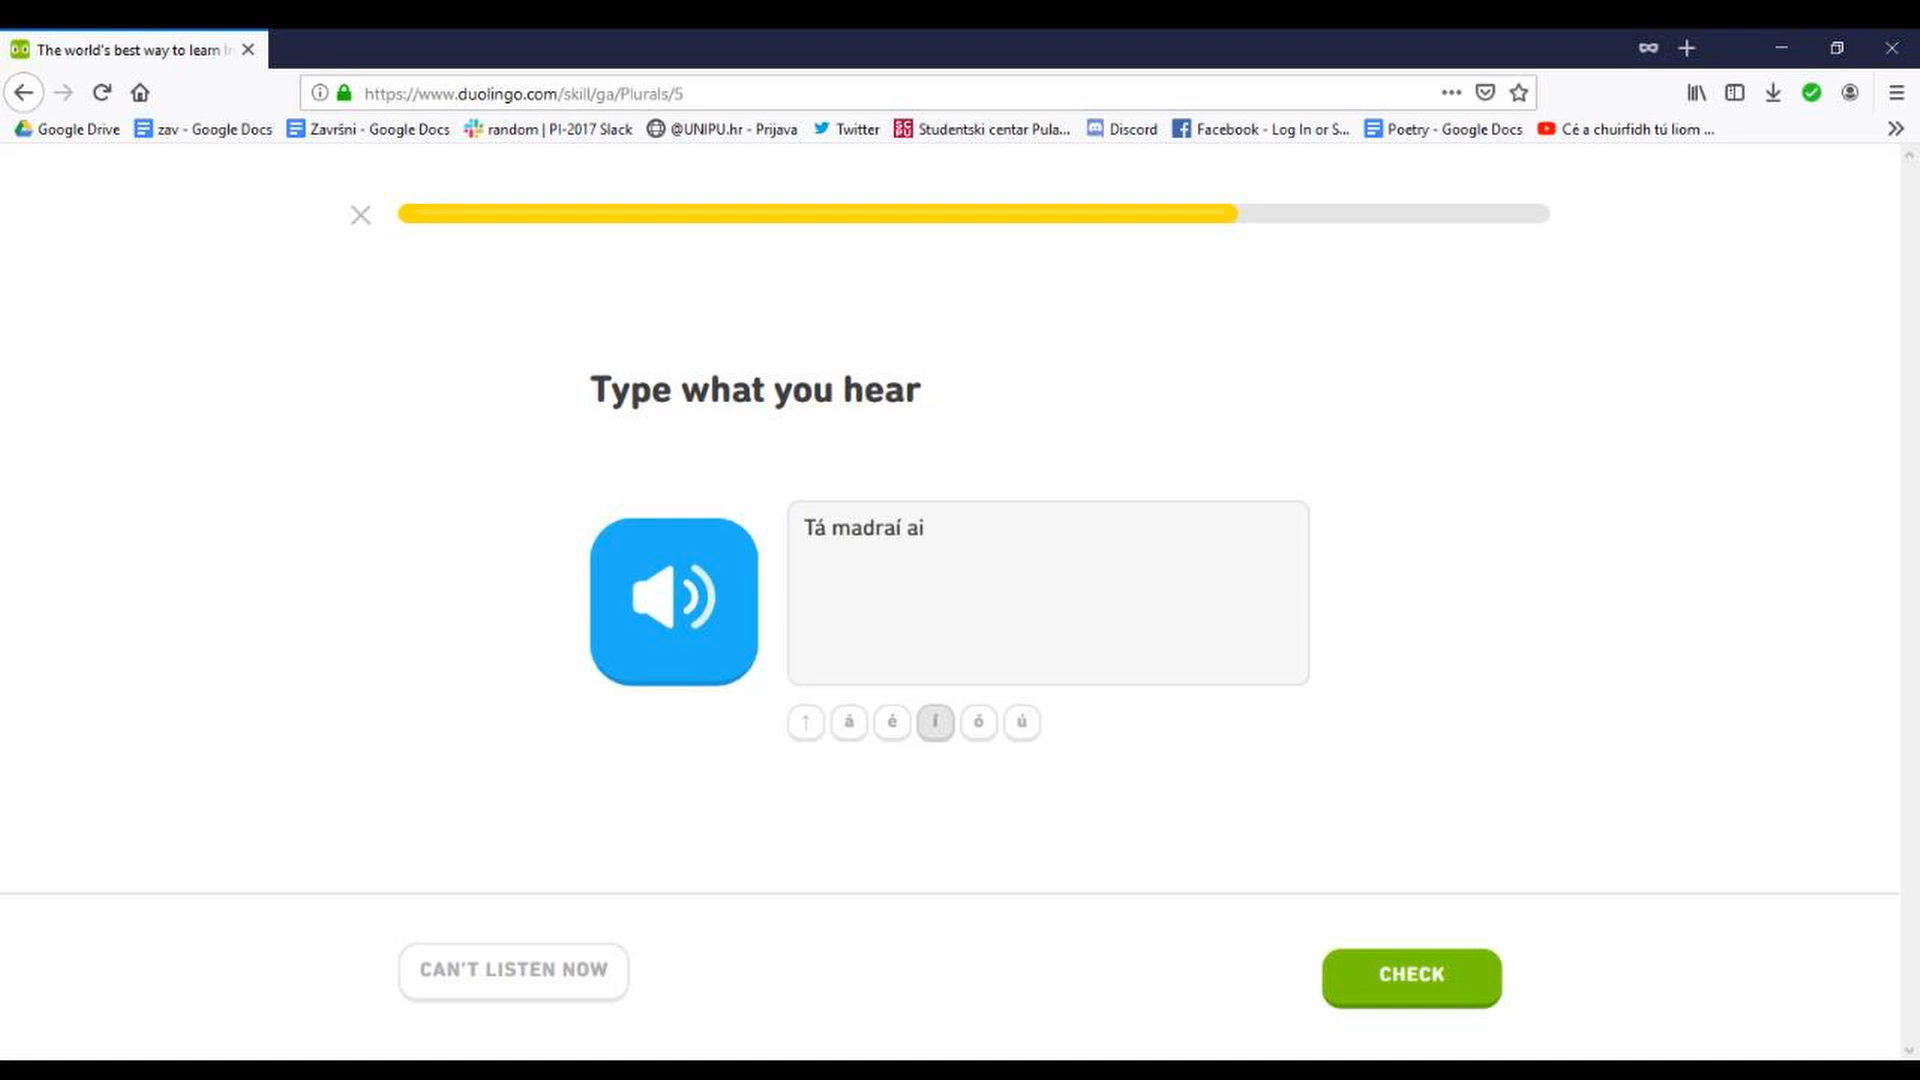 The world's best way to learn
https://www.duolingo.com/skill/ga/Plurals/5
Google Drive zav - Google Docs Završni - Google Docs random | PI-2017 Slack @UNIPU.hr - Prijava Twitter Studentski centar Pula... Discord Facebook - Log In or S... Poetry - Google Docs Cé a chuirfidh tú liom ...
Type what you hear
Tá madraí ai
↑ á é í ó ú
CAN'T LISTEN NOW
CHECK